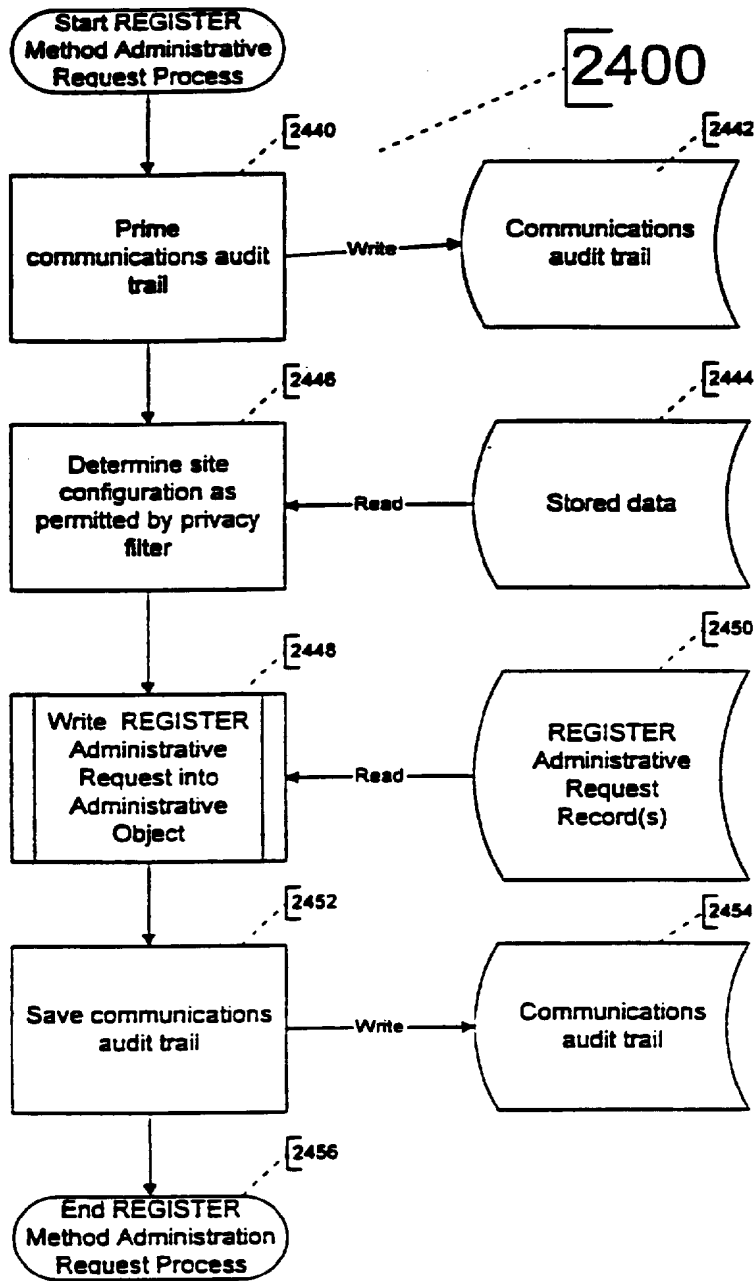 Start REGISTER
Method Administrative
Request Process
2400
2440
2442
Prime
communications audit
trail
Write
Communications
audit trail
2446
2444
Determine site
configuration as
permitted by privacy
filter
Read
Stored data
2448
2450
Write REGISTER
Administrative
Request into
Administrative
Object
Read
REGISTER
Administrative
Request
Record(s)
2452
2454
Save communications
audit trail
Write
Communications
audit trail
2456
End REGISTER
Method Administration
Request Process